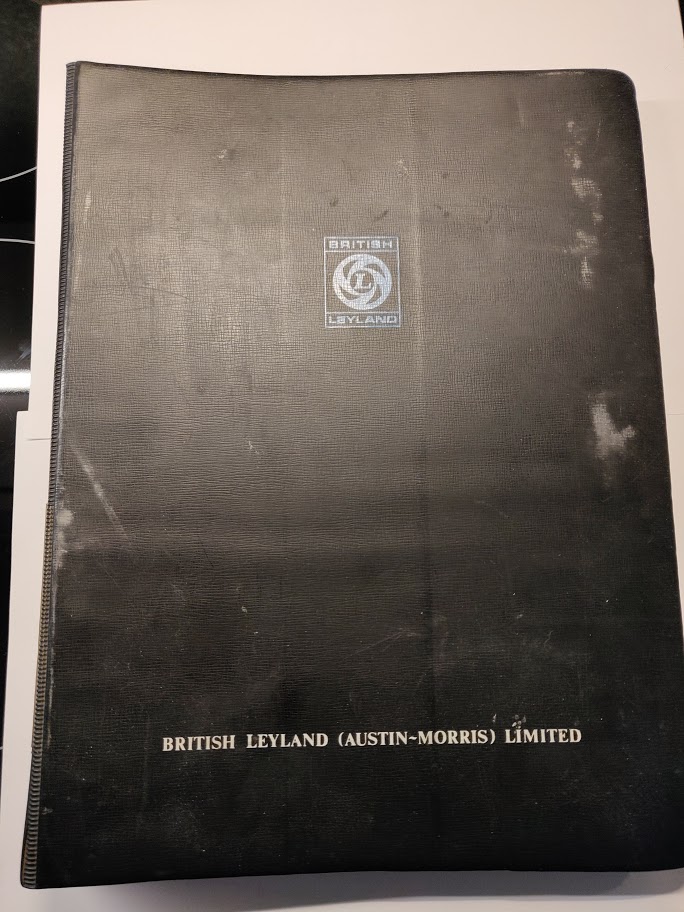 BRITISH
L
LEYLAND
BRITISH LEYLAND (AUSTIN~MORRIS) LIMITED